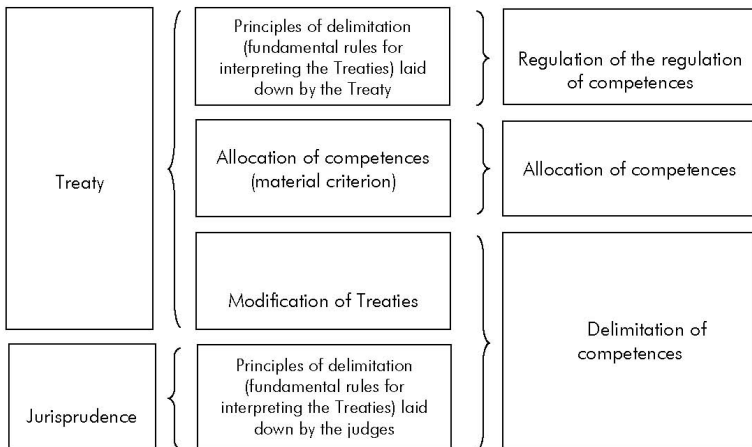 Treaty
Principles of delimitation
(fundamental rules for
interpreting the Treaties) laid
down by the Treaty
Regulation of the regulation
of competences
Allocation of competences
(material criterion)
Allocation of competences
Modification of Treaties
Delimitation of
competences
Jurisprudence
Principles of delimitation
(fundamental rules for
interpreting the Treaties) laid
down by the judges